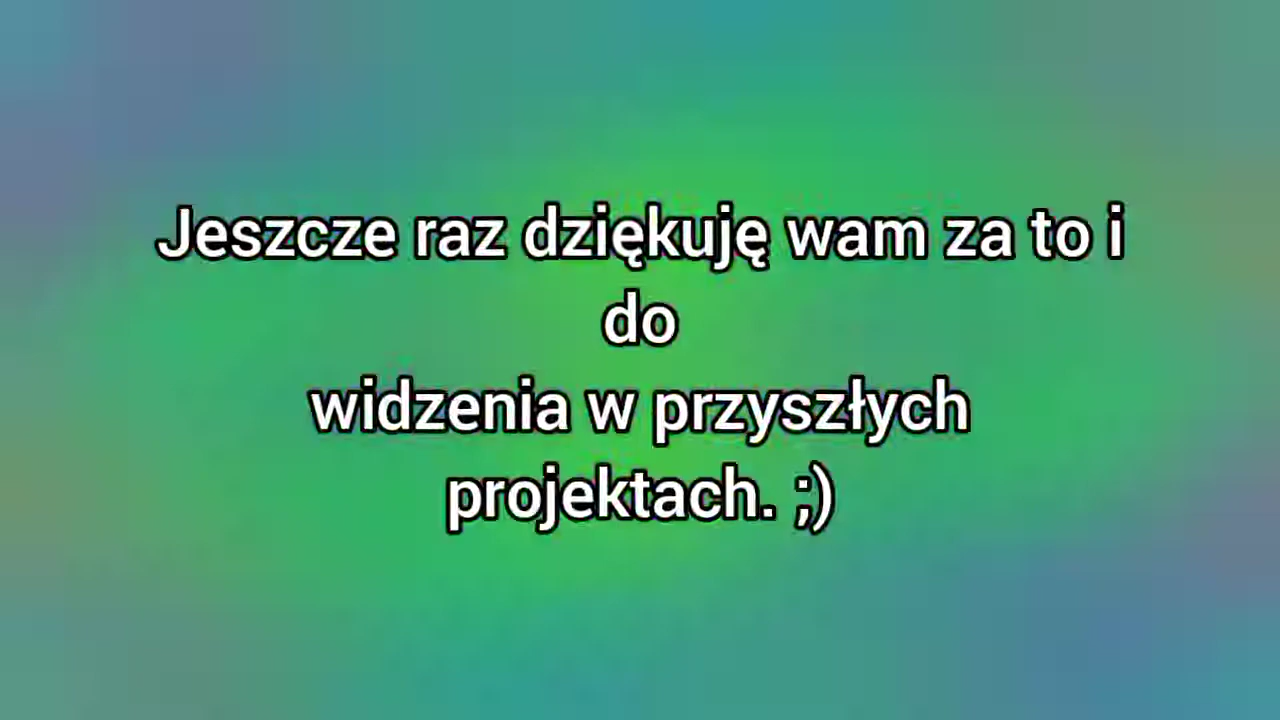 Jeszcze raz dziękuję wam za to i
do
widzenia w przyszłych
projektach. ;)